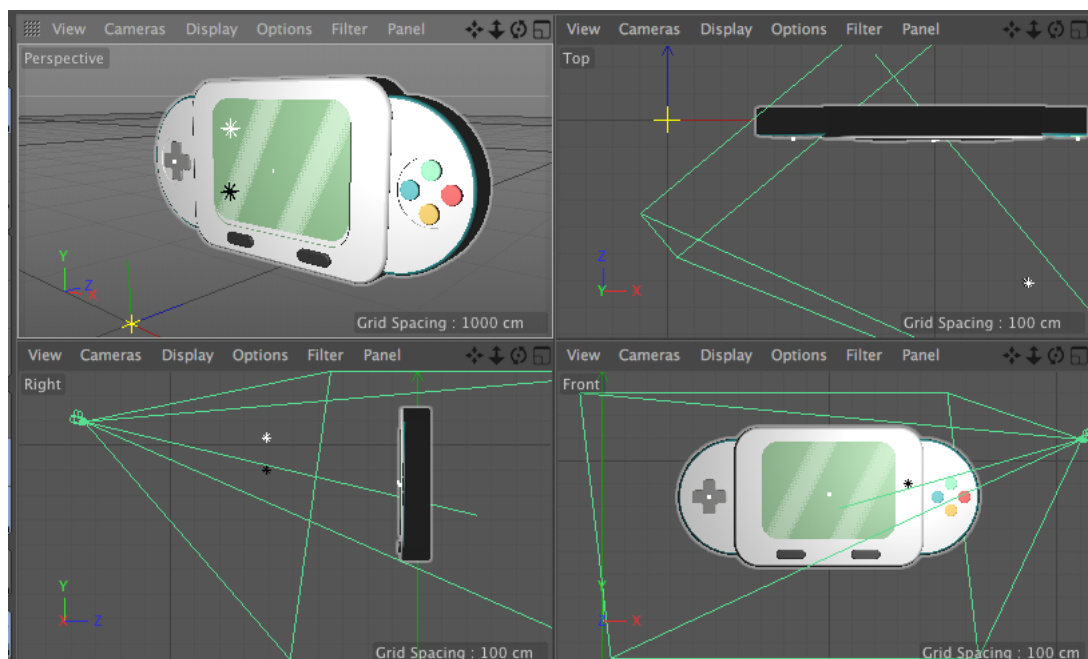 View Cameras Display Options Filter Panel
Perspective
Y
Z
X
Grid Spacing : 1000 cm
View Cameras Display Options Filter Panel
Top
Z
Y X
Grid Spacing : 100 cm
View Cameras Display Options Filter Panel
Right
Y
X Z
Grid Spacing : 100 cm
View Cameras Display Options Filter Panel
Front
Y
Z X
Grid Spacing : 100 cm